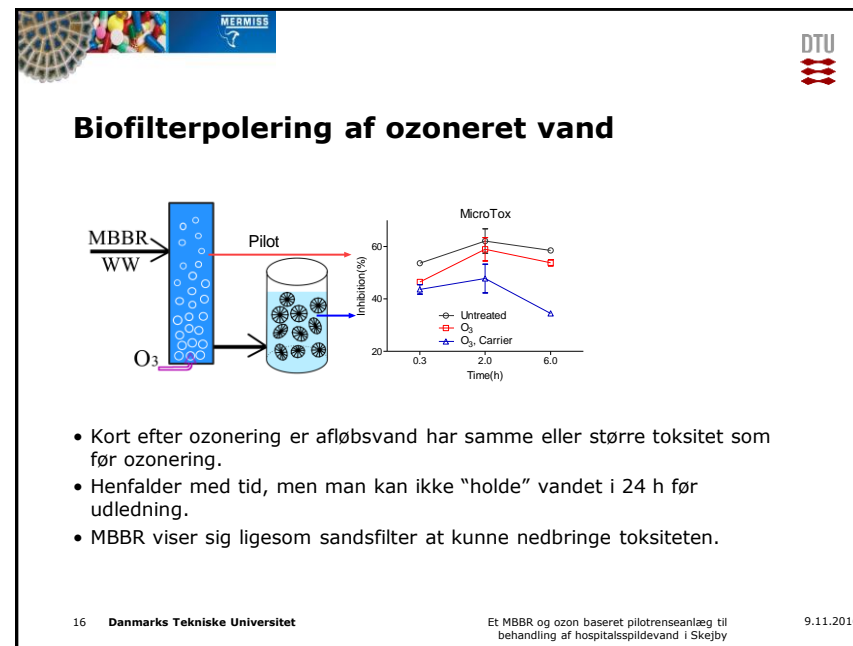 MERMISS
DTU
Biofilterpolering af ozoneret vand
MBBR
WW
O3
Pilot
MicroTox
Inhibition(%)
60
40
20
Untreated
O3
O3, Carrier
0.3 2.0 6.0
Time(h)
• Kort efter ozonering er afløbsvand har samme eller større toksitet som
før ozonering.
• Henfalder med tid, men man kan ikke “holde” vandet i 24 h før
udledning.
• MBBR viser sig ligesom sandsfilter at kunne nedbringe toksiteten.
16 Danmarks Tekniske Universitet
Et MBBR og ozon baseret pilotrenseanlæg til
behandling af hospitalsspildevand i Skejby
9.11.201